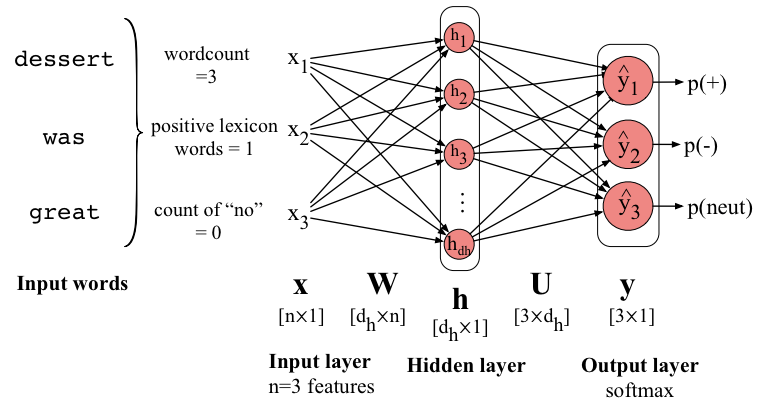 dessert
was
great
Input words
wordcount
=3
positive lexicon
words = 1
count of “no”
= 0
x1
x2
x3
h1
h2
h3
⋮
hdh
ŷ1
ŷ2
ŷ3
p(+)
p(-)
p(neut)
x
[n×1]
W
[dh×n]
h
[dh×1]
U
[3×dh]
y
[3×1]
Input layer
n=3 features
Hidden layer
Output layer
softmax